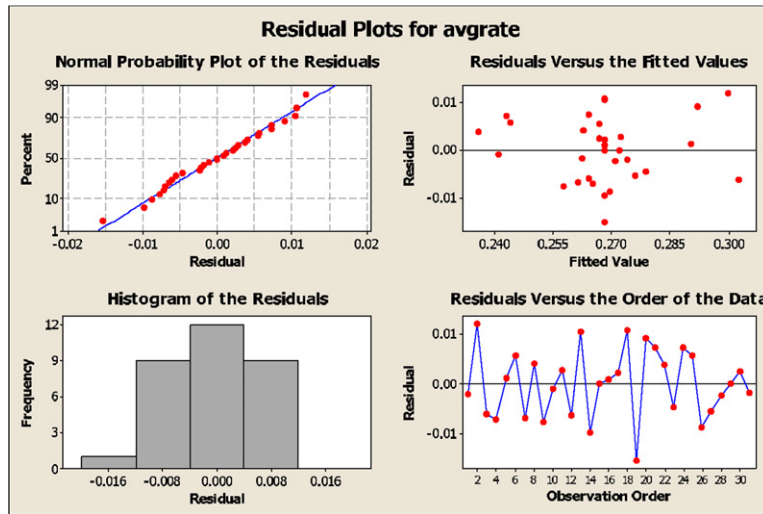 Residual Plots for avgrate
Normal Probability Plot of the Residuals
99
90
50
10
1
Percent
-0.02 -0.01 0.00 0.01 0.02
Residual
Residuals Versus the Fitted Values
0.01
0.00
-0.01
Residual
0.240 0.255 0.270 0.285 0.300
Fitted Value
Histogram of the Residuals
12
9
6
3
0
Frequency
-0.016 -0.008 0.000 0.008 0.016
Residual
Residuals Versus the Order of the Data
0.01
0.00
-0.01
Residual
2 4 6 8 10 12 14 16 18 20 22 24 26 28 30
Observation Order